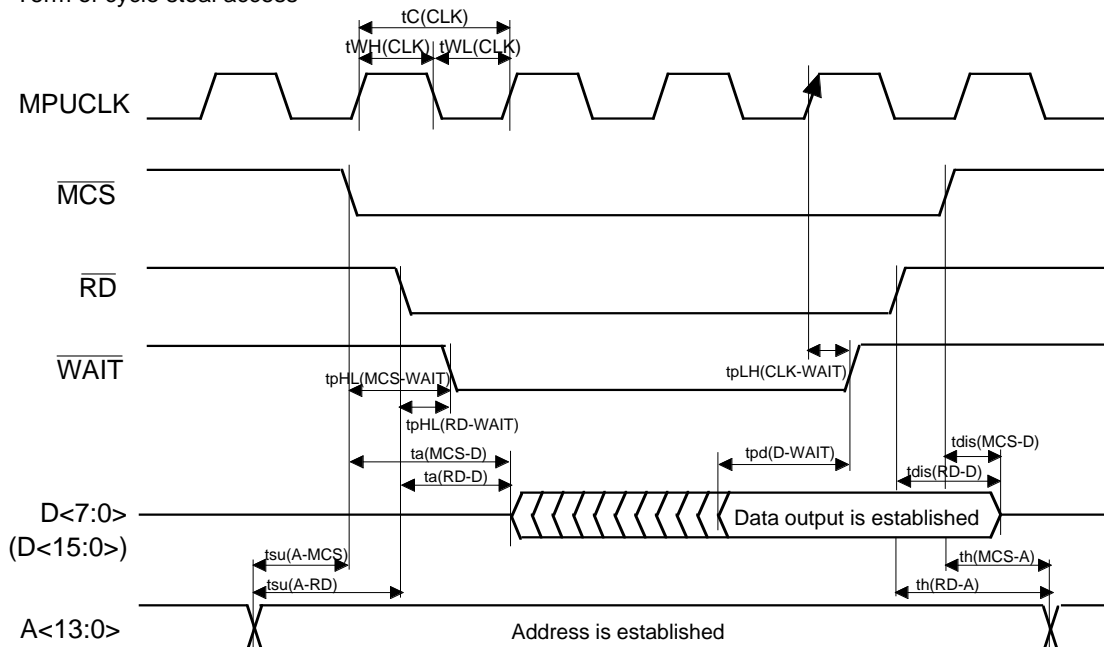 Form of cycle steal access
tC(CLK)
tWH(CLK) tWL(CLK)
MPUCLK
MCS
RD
WAIT
tpHL(MCS-WAIT)
tpLH(CLK-WAIT)
tpHL(RD-WAIT)
ta(MCS-D)
tpd(D-WAIT)
tdis(MCS-D)
ta(RD-D)
tdis(RD-D)
D<7:0>
Data output is established
(D<15:0>)
tsu(A-MCS)
th(MCS-A)
tsu(A-RD)
th(RD-A)
A<13:0>
Address is established